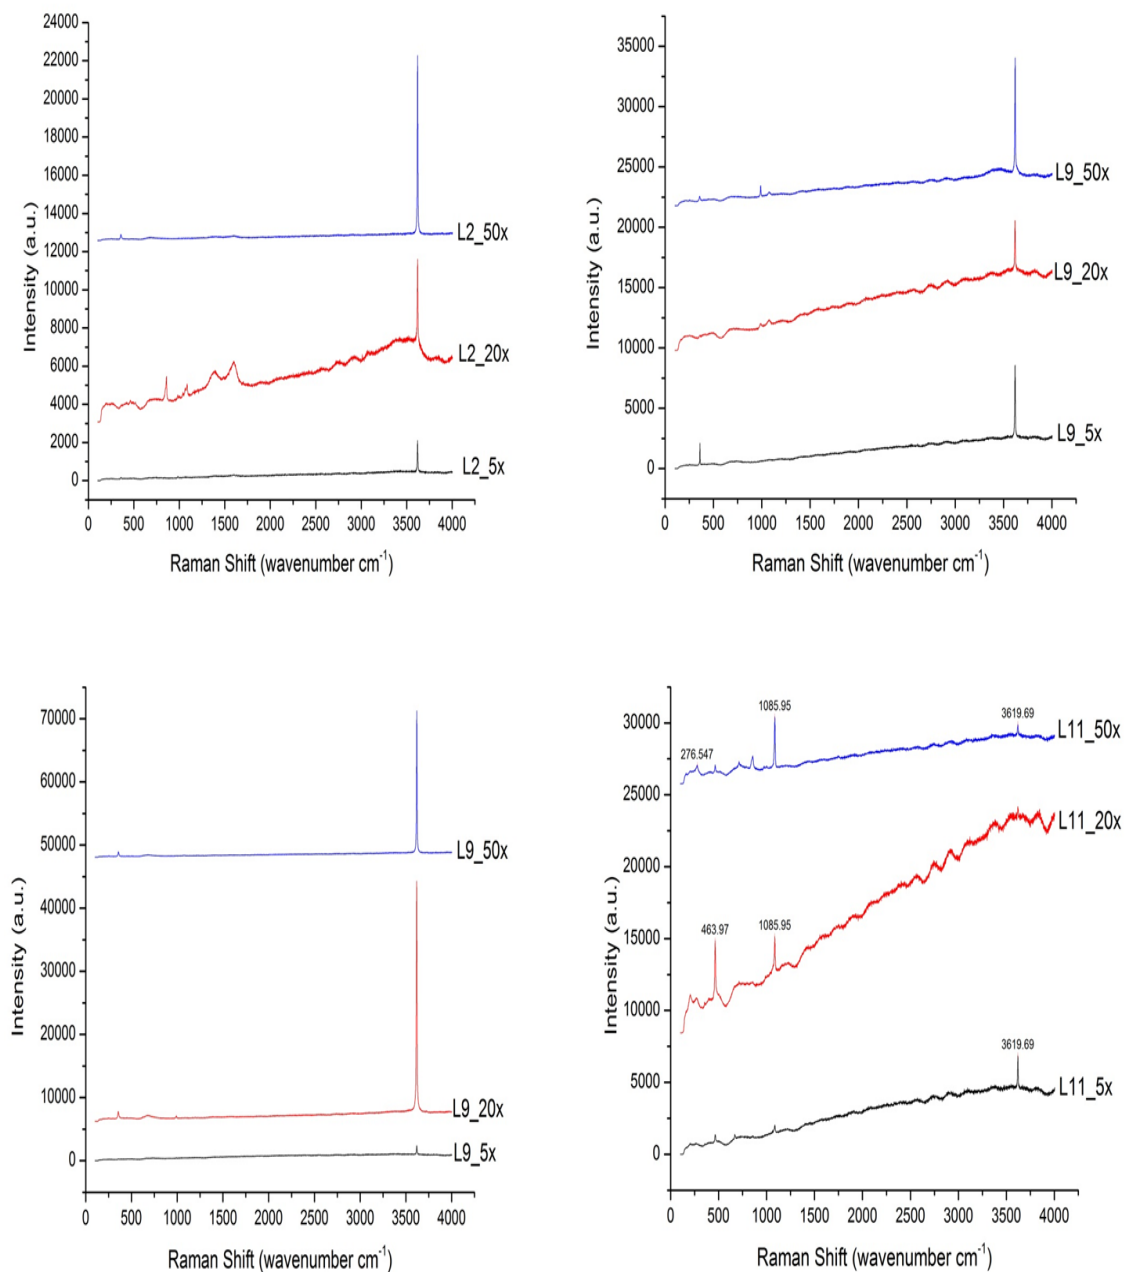 24000
22000
20000
18000
16000
14000
12000
10000
8000
6000
4000
2000
0
Intensity (a.u.)
L2_50x
L2_20x
L2_5x
0 500 1000 1500 2000 2500 3000 3500 4000
Raman Shift (wavenumber cm⁻¹)
35000
30000
25000
20000
15000
10000
5000
0
Intensity (a.u.)
L9_50x
L9_20x
L9_5x
0 500 1000 1500 2000 2500 3000 3500 4000
Raman Shift (wavenumber cm⁻¹)
70000
60000
50000
40000
30000
20000
10000
0
Intensity (a.u.)
L9_50x
L9_20x
L9_5x
0 500 1000 1500 2000 2500 3000 3500 4000
Raman Shift (wavenumber cm⁻¹)
30000
25000
20000
15000
10000
5000
0
Intensity (a.u.)
1085.95
3619.69
276.547
L11_50x
L11_20x
463.97
1085.95
3619.69
L11_5x
0 500 1000 1500 2000 2500 3000 3500 4000
Raman Shift (wavenumber cm⁻¹)